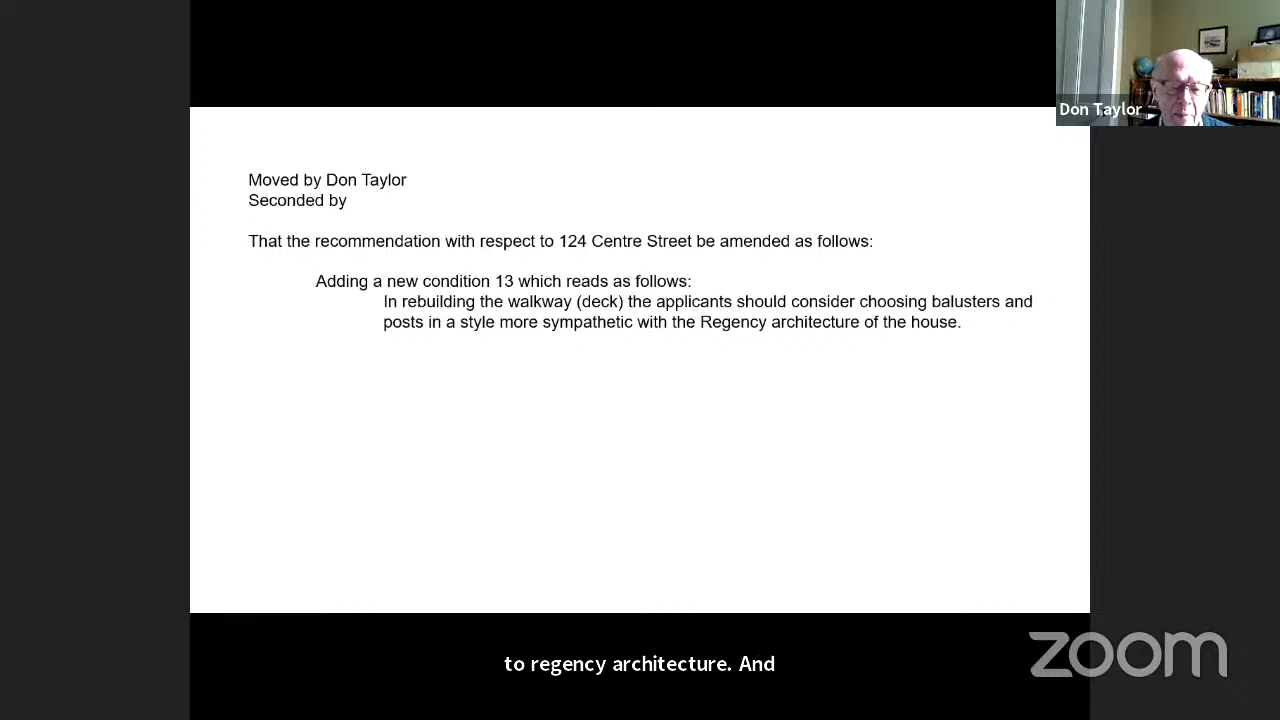 Don Taylor
Moved by Don Taylor
Seconded by
That the recommendation with respect to 124 Centre Street be amended as follows:
Adding a new condition 13 which reads as follows:
In rebuilding the walkway (deck) the applicants should consider choosing balusters and
posts in a style more sympathetic with the Regency architecture of the house.
to regency architecture. And
zoom